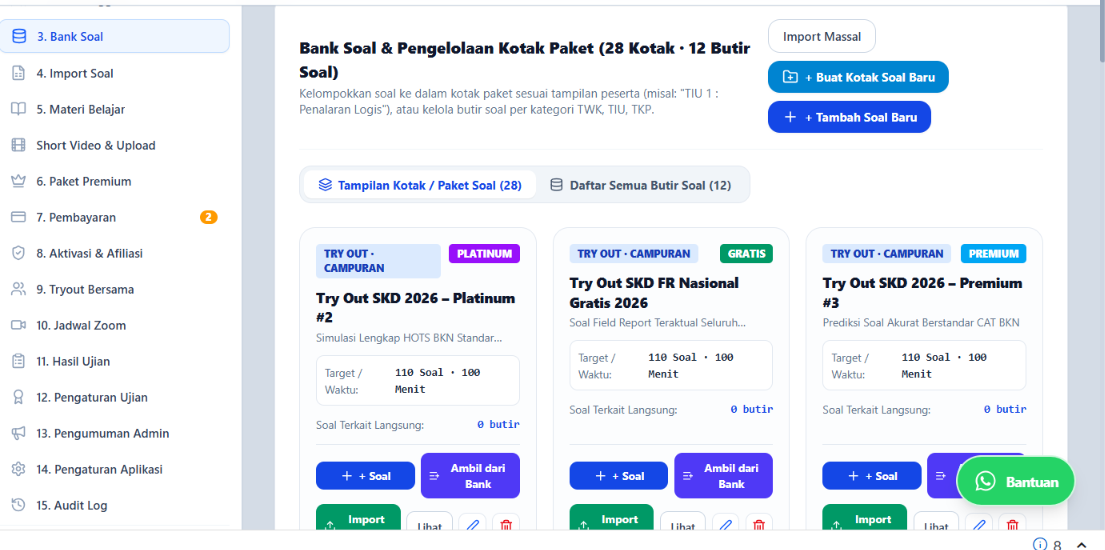 3. Bank Soal
4. Import Soal
5. Materi Belajar
Short Video & Upload
6. Paket Premium
7. Pembayaran
2
8. Aktivasi & Afiliasi
9. Tryout Bersama
10. Jadwal Zoom
11. Hasil Ujian
12. Pengaturan Ujian
13. Pengumuman Admin
14. Pengaturan Aplikasi
15. Audit Log
Bank Soal & Pengelolaan Kotak Paket (28 Kotak · 12 Butir
Soal)
Kelompokkan soal ke dalam kotak paket sesuai tampilan peserta (misal: "TIU 1 :
Penalaran Logis"), atau kelola butir soal per kategori TWK, TIU, TKP.
Import Massal
+ Buat Kotak Soal Baru
+ Tambah Soal Baru
Tampilan Kotak / Paket Soal (28)
Daftar Semua Butir Soal (12)
TRY OUT ·
CAMPURAN
PLATINUM
Try Out SKD 2026 – Platinum
#2
Simulasi Lengkap HOTS BKN Standar...
Target /
Waktu:
110 Soal · 100
Menit
Soal Terkait Langsung:
0 butir
+ Soal
Ambil dari
Bank
Import
Lihat
TRY OUT · CAMPURAN
GRATIS
Try Out SKD FR Nasional
Gratis 2026
Soal Field Report Teraktual Seluruh...
Target /
Waktu:
110 Soal · 100
Menit
Soal Terkait Langsung:
0 butir
+ Soal
Ambil dari
Bank
Import
Lihat
TRY OUT · CAMPURAN
PREMIUM
Try Out SKD 2026 – Premium
#3
Prediksi Soal Akurat Berstandar CAT BKN
Target /
Waktu:
110 Soal · 100
Menit
Soal Terkait Langsung:
0 butir
+ Soal
Import
Lihat
Bantuan
8